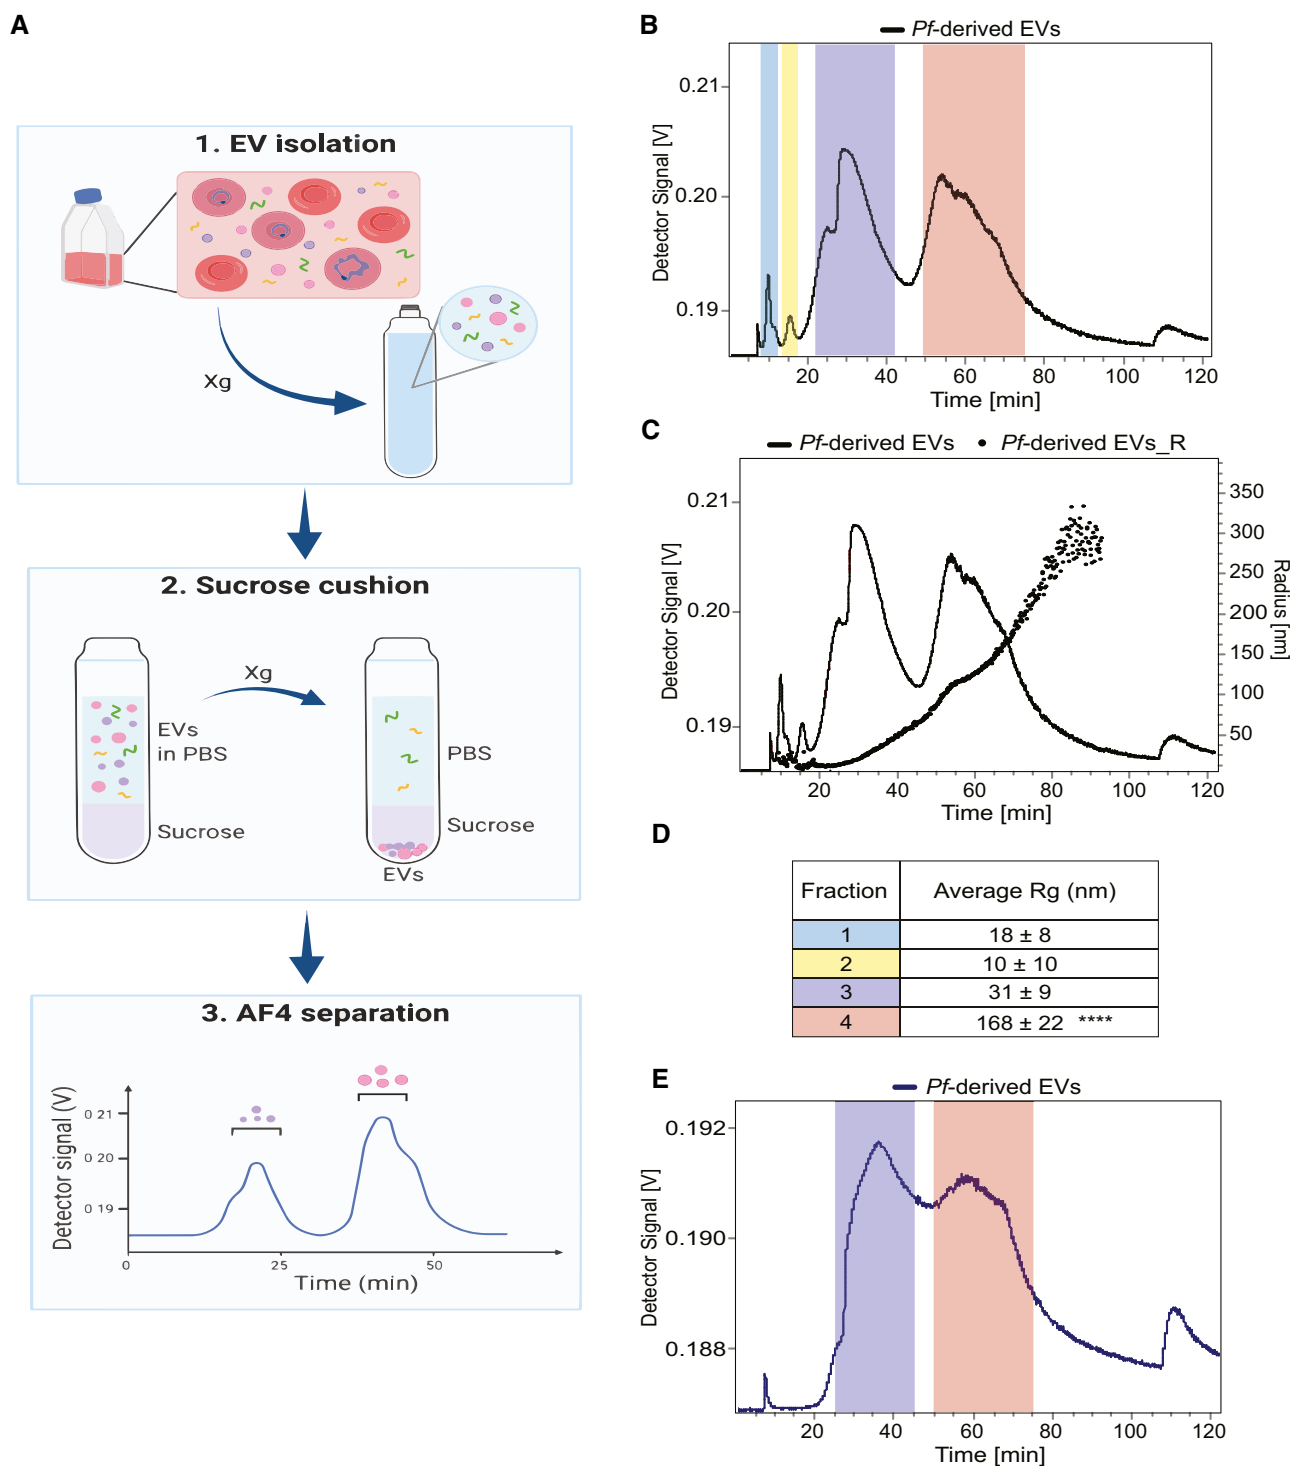 A
1. EV isolation
Xg
2. Sucrose cushion
Xg
EVs
in PBS
PBS
Sucrose
Sucrose
EVs
3. AF4 separation
Detector signal (V)
0 21
0 20
0 19
0
25
50
Time (min)
B
Pf-derived EVs
Detector Signal [V]
0.21
0.20
0.19
20
40
60
80
100
120
Time [min]
C
Pf-derived EVs
Pf-derived EVs_R
Detector Signal [V]
0.21
0.20
0.19
350
300
250
200
150
100
50
Radius [nm]
20
40
60
80
100
120
Time [min]
D
Fraction Average Rg (nm)
1 18 ± 8
2 10 ± 10
3 31 ± 9
4 168 ± 22 ****
E
Pf-derived EVs
Detector Signal [V]
0.192
0.190
0.188
20
40
60
80
100
120
Time [min]